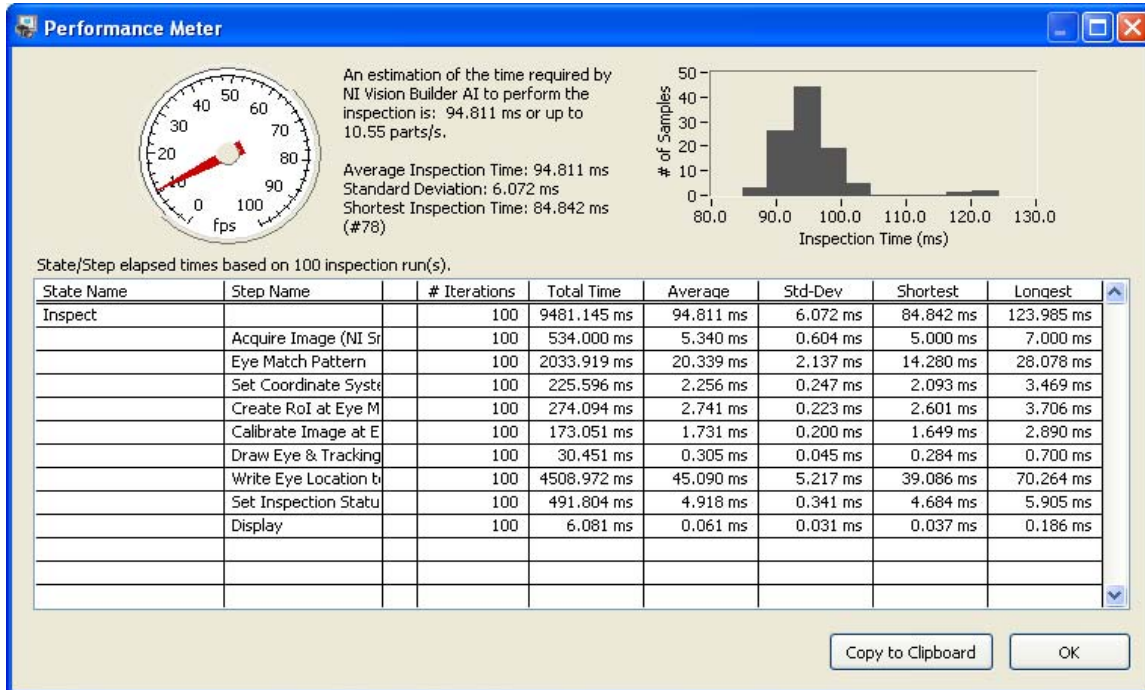 Performance Meter
An estimation of the time required by
NI Vision Builder AI to perform the
inspection is: 94.811 ms or up to
10.55 parts/s.
Average Inspection Time: 94.811 ms
Standard Deviation: 6.072 ms
Shortest Inspection Time: 84.842 ms
(#78)
0 10 20 30 40 50 60 70 80 90 100
fps
# of Samples
50
40
30
20
10
0
80.0 90.0 100.0 110.0 120.0 130.0
Inspection Time (ms)
State/Step elapsed times based on 100 inspection run(s).
State Name Step Name # Iterations Total Time Average Std-Dev Shortest Longest
Inspect 100 9481.145 ms 94.811 ms 6.072 ms 84.842 ms 123.985 ms
Acquire Image (NI Sr 100 534.000 ms 5.340 ms 0.604 ms 5.000 ms 7.000 ms
Eye Match Pattern 100 2033.919 ms 20.339 ms 2.137 ms 14.280 ms 28.078 ms
Set Coordinate Syste 100 225.596 ms 2.256 ms 0.247 ms 2.093 ms 3.469 ms
Create RoI at Eye M 100 274.094 ms 2.741 ms 0.223 ms 2.601 ms 3.706 ms
Calibrate Image at E 100 173.051 ms 1.731 ms 0.200 ms 1.649 ms 2.890 ms
Draw Eye & Tracking 100 30.451 ms 0.305 ms 0.045 ms 0.284 ms 0.700 ms
Write Eye Location t 100 4508.972 ms 45.090 ms 5.217 ms 39.086 ms 70.264 ms
Set Inspection Statu 100 491.804 ms 4.918 ms 0.341 ms 4.684 ms 5.905 ms
Display 100 6.081 ms 0.061 ms 0.031 ms 0.037 ms 0.186 ms
Copy to Clipboard OK